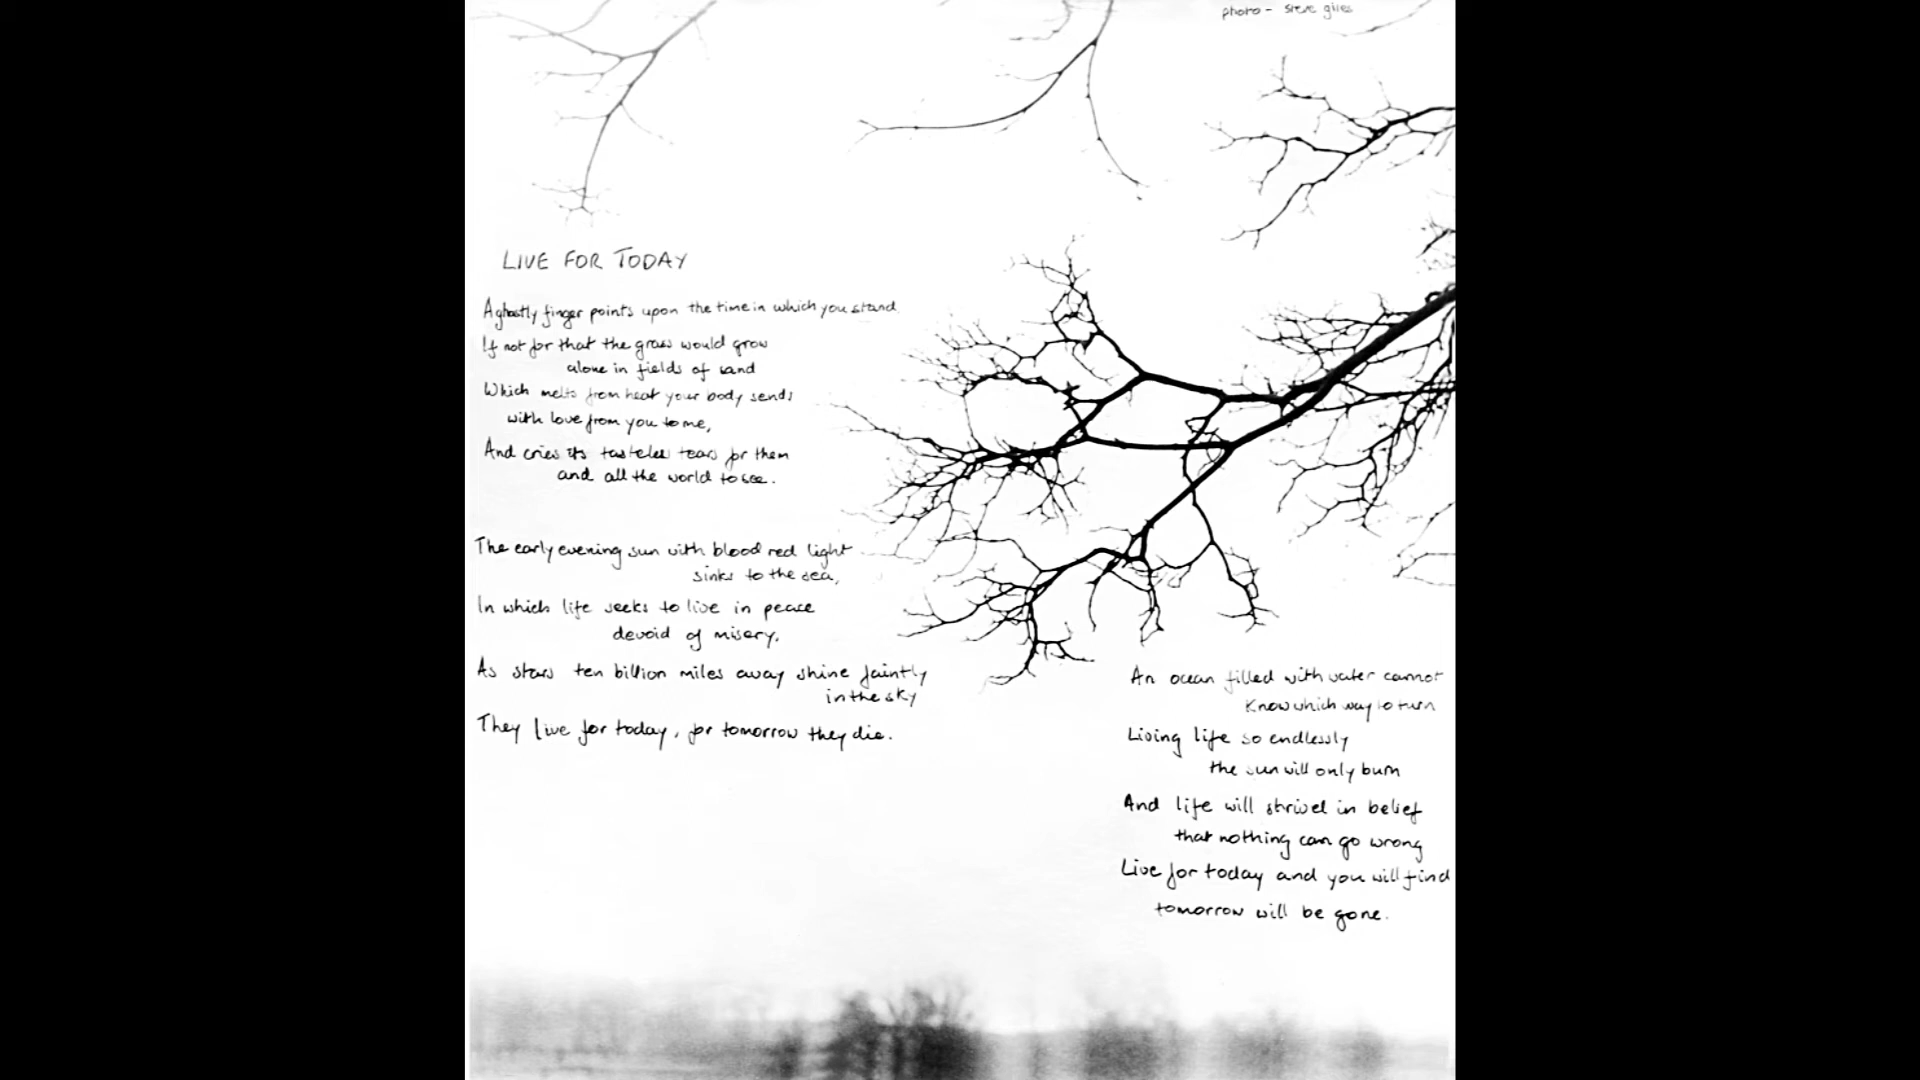 photo - steve giles
LIVE FOR TODAY
A ghostly finger points upon the time in which you stand
If not for that the grass would grow
alone in fields of sand
Which melts from heat your body sends
with love from you to me,
And cries its tasteless tears for them
and all the world to see.
The early evening sun with blood red light
sinks to the sea,
In which life seeks to live in peace
devoid of misery,
As stars ten billion miles away shine faintly
in the sky
They live for today, for tomorrow they die.
An ocean filled with water cannot
know which way to turn
Living life so endlessly
the sun will only burn
And life will strived in belief
that nothing can go wrong
Live for today and you will find
tomorrow will be gone.